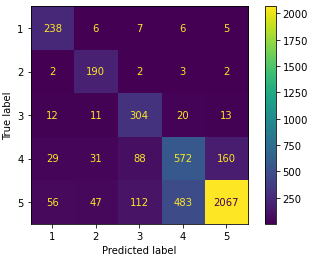 1 238 6 7 6 5
2 2 190 2 3 2
3 12 11 304 20 13
4 29 31 88 572 160
5 56 47 112 483 2067
1 2 3 4 5
Predicted label
True label
2000
1750
1500
1250
1000
750
500
250